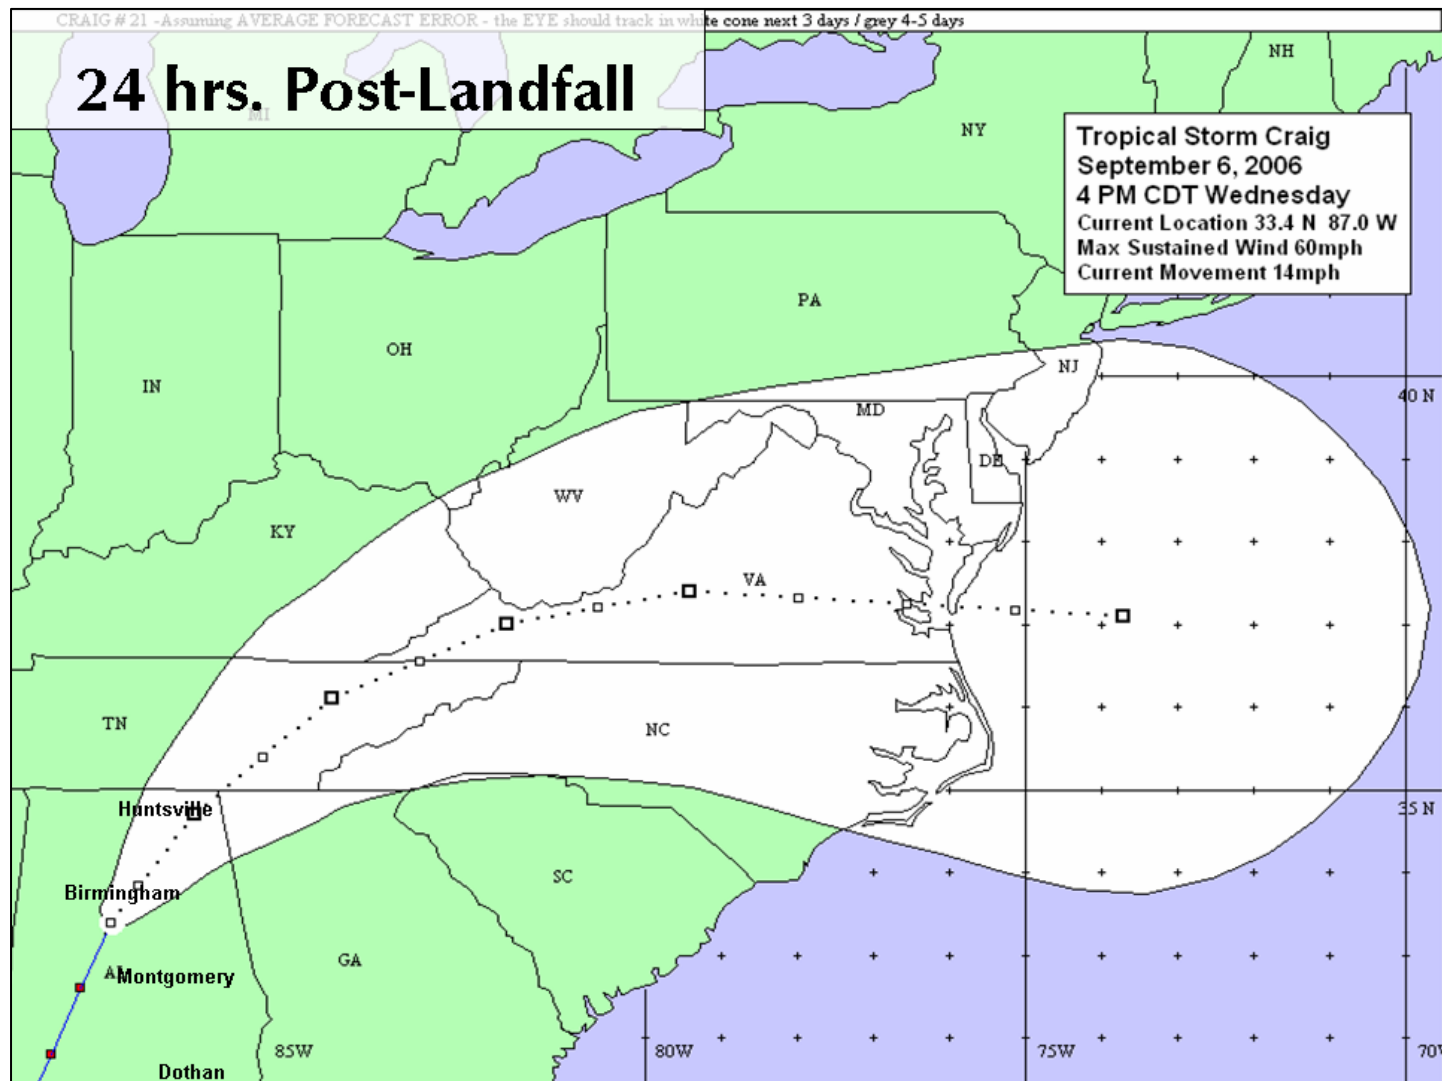 CRAIG # 21 -Assuming AVERAGE FORECAST ERROR - the EYE should track in white cone next 3 days / grey 4-5 days
24 hrs. Post-Landfall
NH
MI
NY
Tropical Storm Craig
September 6, 2006
4 PM CDT Wednesday
Current Location 33.4 N 87.0 W
Max Sustained Wind 60mph
Current Movement 14mph
PA
OH
NJ
IN
40 N
MD
DE
WV
KY
VA
TN
NC
Huntsville
35 N
SC
Birmingham
GA
AL
Montgomery
85W
80W
75W
70W
Dothan